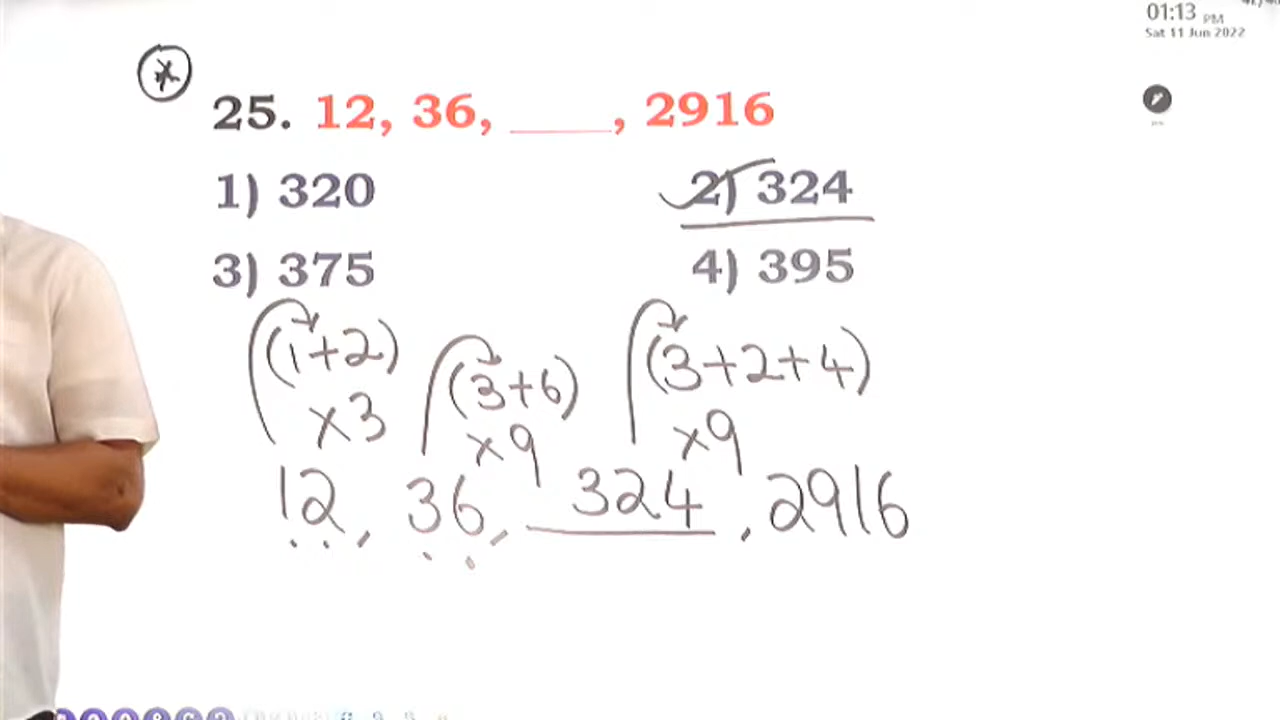 01:13 PM
Sat 11 Jun 2022
25. 12, 36, ____, 2916
1) 320
2) 324
3) 375
4) 395
(1+2)
(3+6)
(3+2+4)
×3
×9
×9
12, 36, 324, 2916